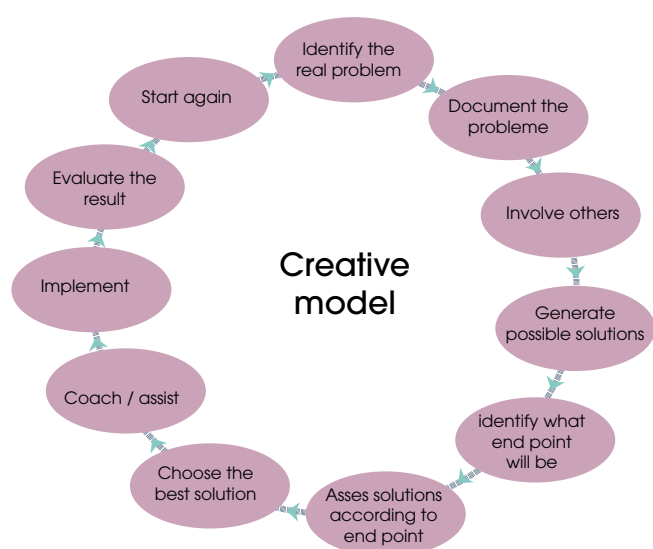 Identify the
real problem
Document the
probleme
Involve others
Generate
possible solutions
identify what
end point
will be
Asses solutions
according to
end point
Choose the
best solution
Coach / assist
Implement
Evaluate the
result
Start again
Creative
model